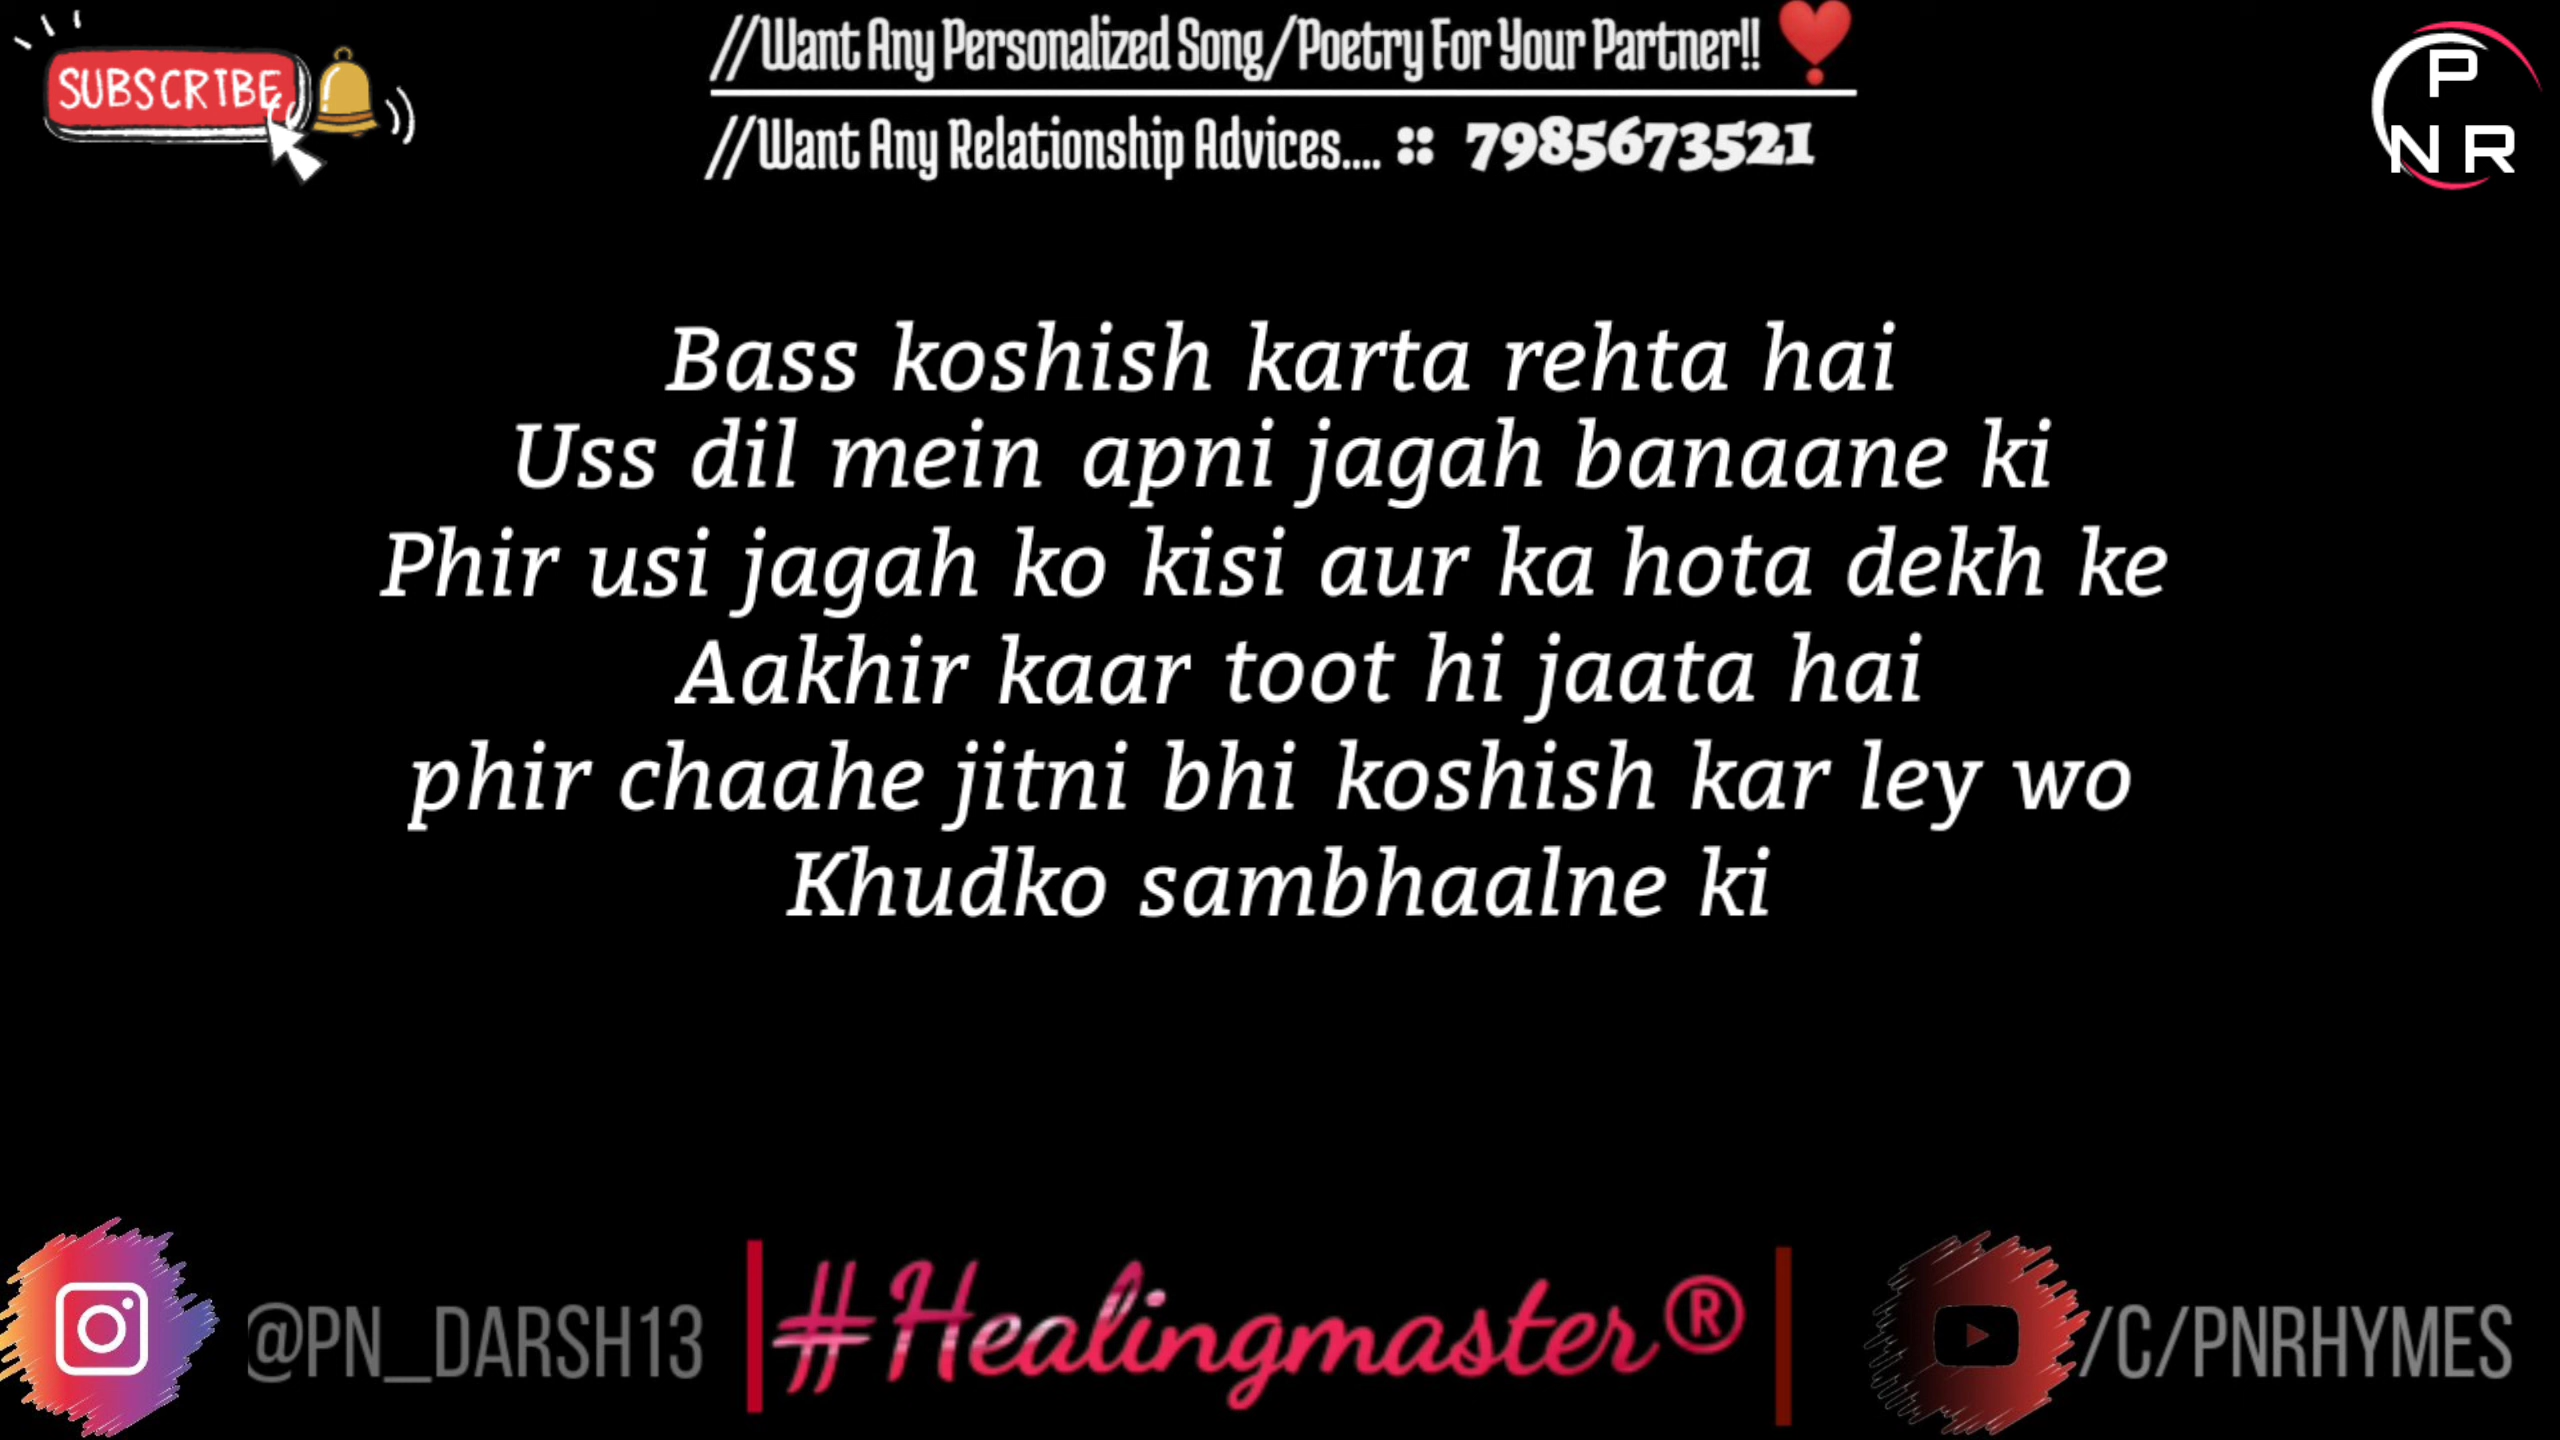 SUBSCRIBE
//Want Any Personalized Song/Poetry For Your Partner!!
//Want Any Relationship Advices.... :: 7985673521
P
N R
Bass koshish karta rehta hai
Uss dil mein apni jagah banaane ki
Phir usi jagah ko kisi aur ka hota dekh ke
Aakhir kaar toot hi jaata hai
phir chaahe jitni bhi koshish kar ley wo
Khudko sambhaalne ki
@PN_DARSH13
#Healingmaster®
/C/PNRHYMES